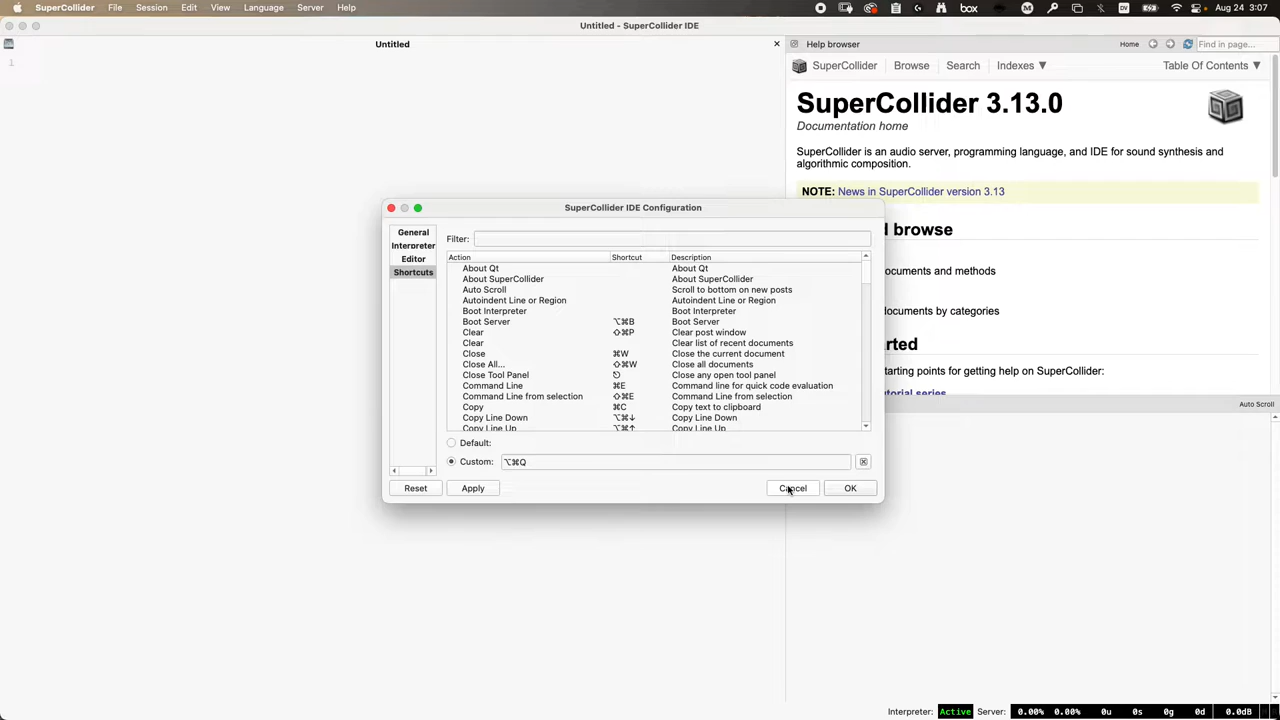 SuperCollider File Session Edit View Language Server Help box DV Aug 24 3:07
Untitled - SuperCollider IDE
Untitled
Help browser Home Find in page...
1
SuperCollider Browse Search Indexes ▼ Table Of Contents ▼
SuperCollider 3.13.0
Documentation home
SuperCollider is an audio server, programming language, and IDE for sound synthesis and
algorithmic composition.
NOTE: News in SuperCollider version 3.13
d browse
ocuments and methods
ocuments by categories
arted
tarting points for getting help on SuperCollider:
utorial series
Auto Scroll
SuperCollider IDE Configuration
General
Interpreter
Editor
Shortcuts
Filter:
Action Shortcut Description
About Qt About Qt
About SuperCollider About SuperCollider
Auto Scroll Scroll to bottom on new posts
Autoindent Line or Region Autoindent Line or Region
Boot Interpreter Boot Interpreter
Boot Server ⌥⌘B Boot Server
Clear ⇧⌘P Clear post window
Clear Clear list of recent documents
Close ⌘W Close the current document
Close All... ⇧⌘W Close all documents
Close Tool Panel ⎋ Close any open tool panel
Command Line ⌘E Command line for quick code evaluation
Command Line from selection ⇧⌘E Command Line from selection
Copy ⌘C Copy text to clipboard
Copy Line Down ⌥⌘↓ Copy Line Down
Copy Line Up ⌥⌘↑ Copy Line Up
Default:
Custom: ⌥⌘Q
Reset Apply Cancel OK
Interpreter: Active Server: 0.00% 0.00% 0u 0s 0g 0d 0.0dB